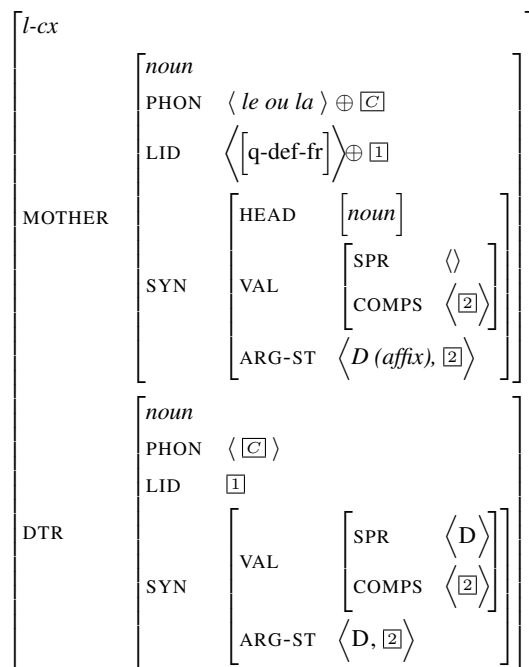 l-cx
noun
PHON ⟨ le ou la ⟩ ⊕ C
LID ⟨[q-def-fr]⟩⊕ 1
MOTHER
HEAD [noun]
SYN VAL SPR ⟨⟩
COMPS ⟨2⟩
ARG-ST ⟨D (affix), 2⟩
noun
PHON ⟨ C ⟩
LID 1
DTR
SYN VAL SPR ⟨D⟩
COMPS ⟨2⟩
ARG-ST ⟨D, 2⟩